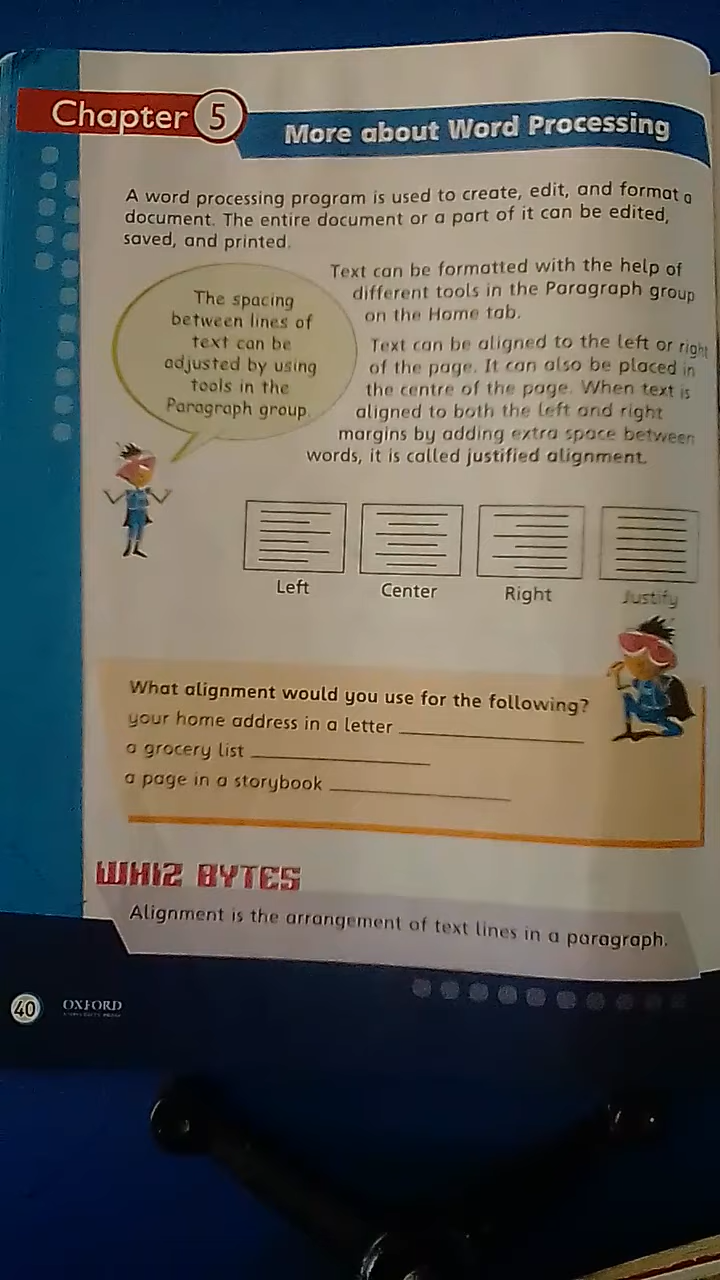 Chapter 5
More about Word Processing
A word processing program is used to create, edit, and format a
document. The entire document or a part of it can be edited,
saved, and printed.
Text can be formatted with the help of
different tools in the Paragraph group
on the Home tab.
The spacing
between lines of
text can be
adjusted by using
tools in the
Paragraph group.
Text can be aligned to the left or right
of the page. It can also be placed in
the centre of the page. When text is
aligned to both the left and right
margins by adding extra space between
words, it is called justified alignment.
Left Center Right Justify
What alignment would you use for the following?
your home address in a letter
a grocery list
a page in a storybook
WHIZ BYTES
Alignment is the arrangement of text lines in a paragraph.
40 OXFORD
UNIVERSITY PRESS